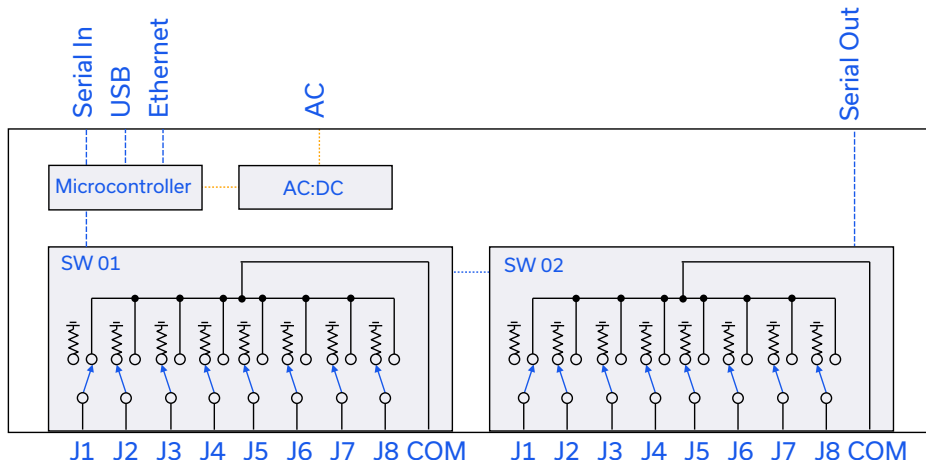 Serial In
USB
Ethernet
AC
Serial Out
Microcontroller
AC:DC
SW 01
SW 02
J1 J2 J3 J4 J5 J6 J7 J8 COM
J1 J2 J3 J4 J5 J6 J7 J8 COM